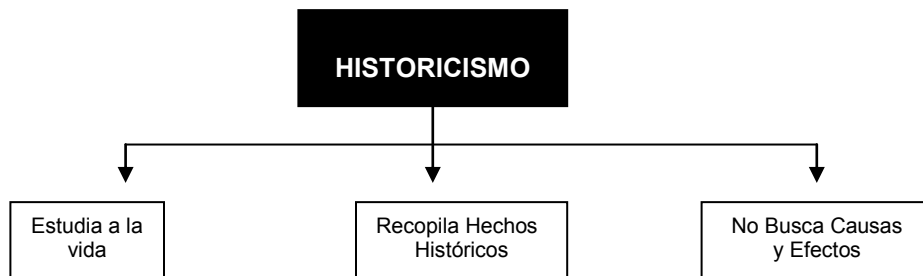 HISTORICISMO
Estudia a la
vida
Recopila Hechos
Históricos
No Busca Causas
y Efectos